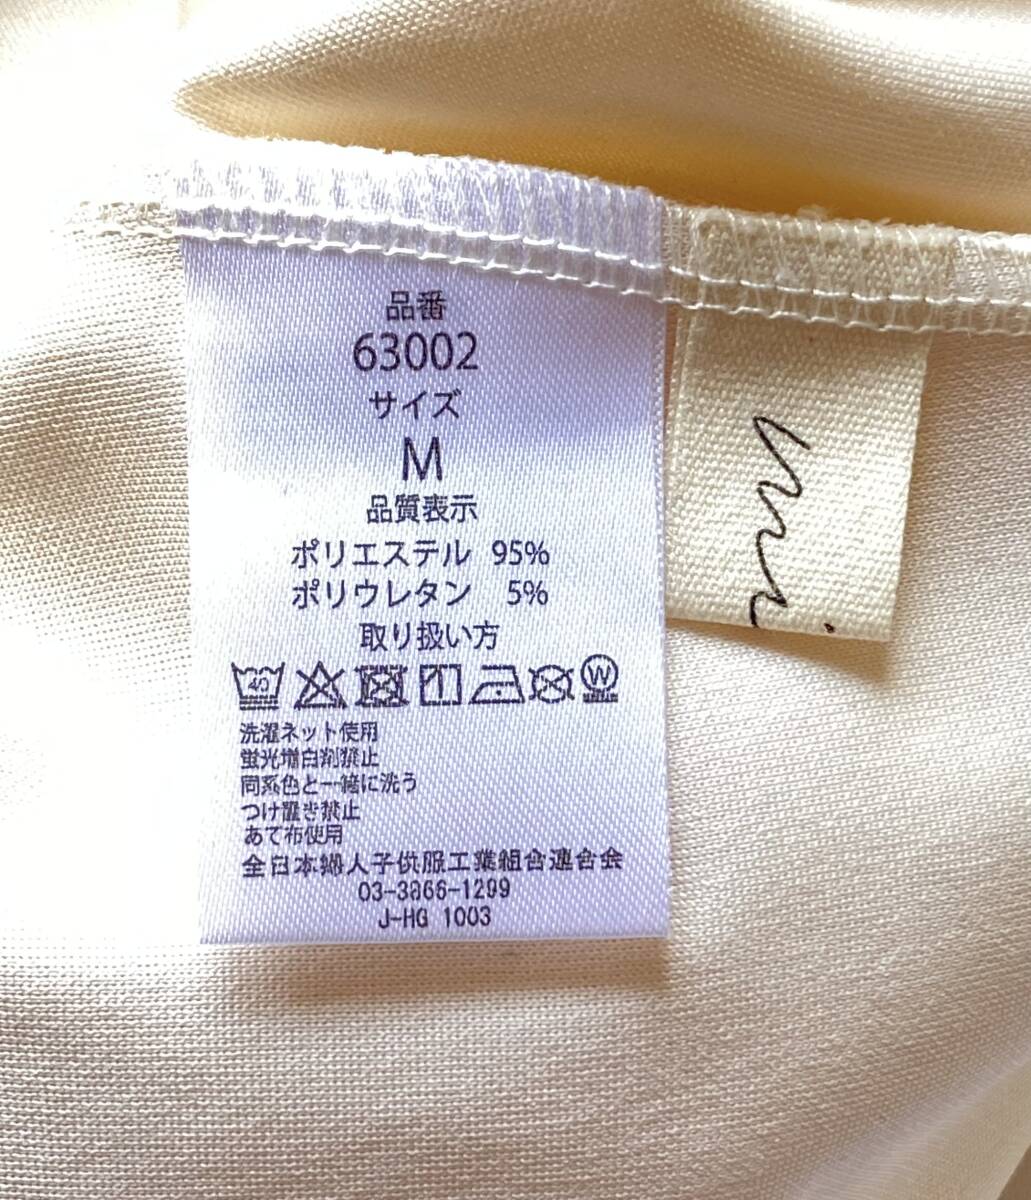 品番
63002
サイズ
M
品質表示
ポリエステル 95%
ポリウレタン 5%
取り扱い方
40
W
洗濯ネット使用
蛍光増白剤禁止
同系色と一緒に洗う
つけ置き禁止
あて布使用
全日本婦人子供服工業組合連合会
03-3866-1299
J-HG 1003